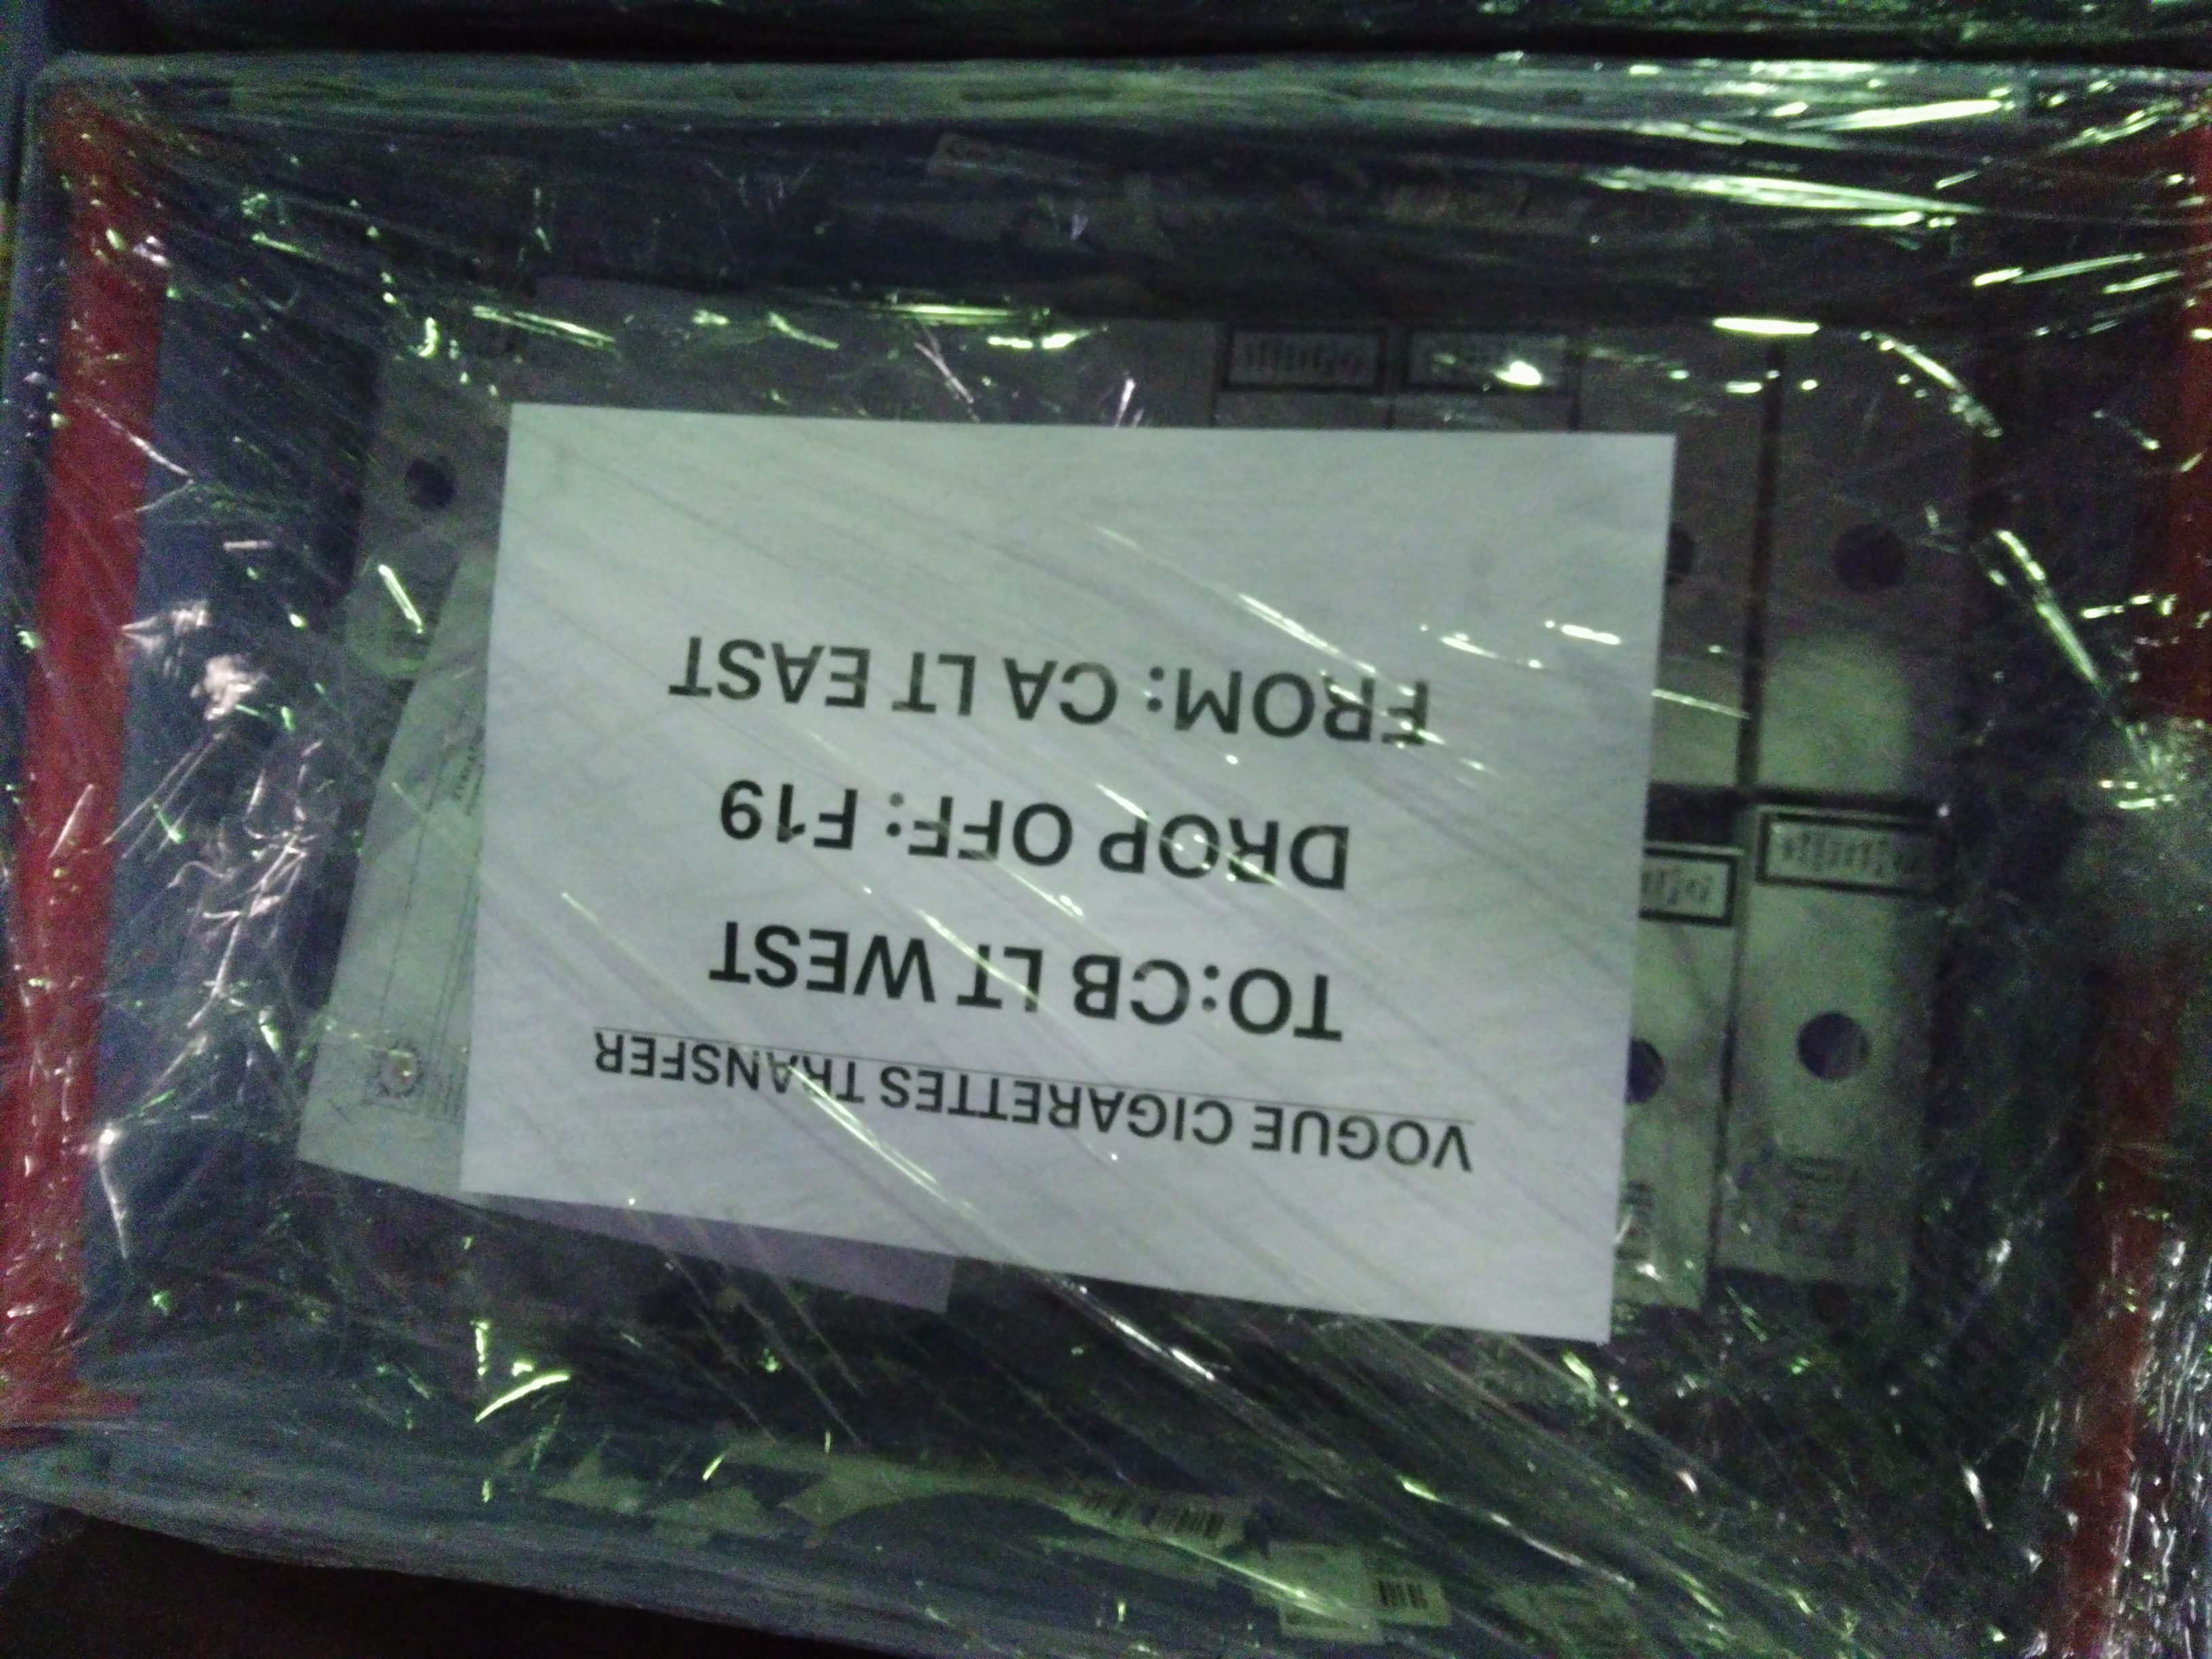 VOGUE CIGARETTES TRANSFER
TO:CB LT WEST
DROP OFF: F19
FROM: CA LT EAST